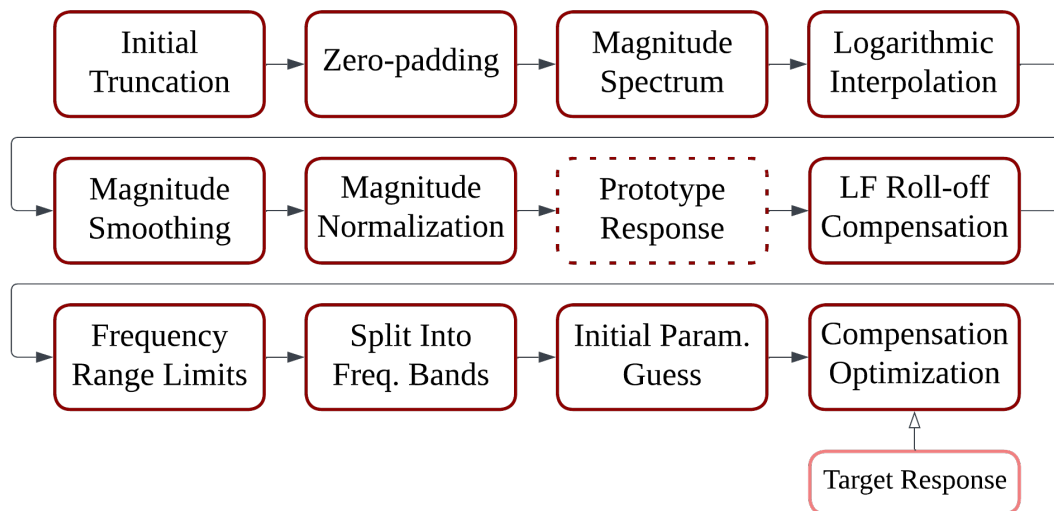 Initial
Truncation
Zero-padding
Magnitude
Spectrum
Logarithmic
Interpolation
Magnitude
Smoothing
Magnitude
Normalization
Prototype
Response
LF Roll-off
Compensation
Frequency
Range Limits
Split Into
Freq. Bands
Initial Param.
Guess
Compensation
Optimization
Target Response